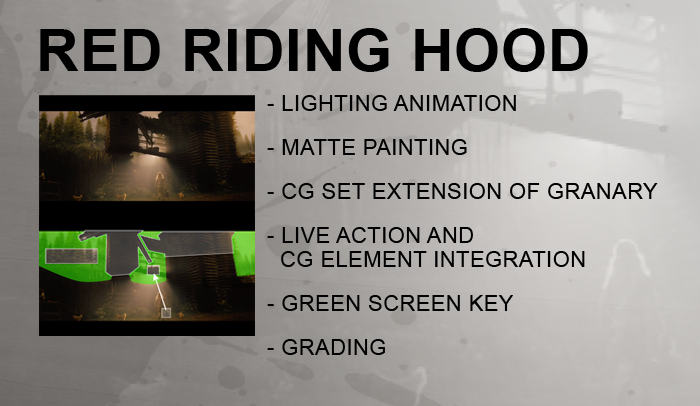 RED RIDING HOOD
- LIGHTING ANIMATION
- MATTE PAINTING
- CG SET EXTENSION OF GRANARY
- LIVE ACTION AND
CG ELEMENT INTEGRATION
- GREEN SCREEN KEY
- GRADING